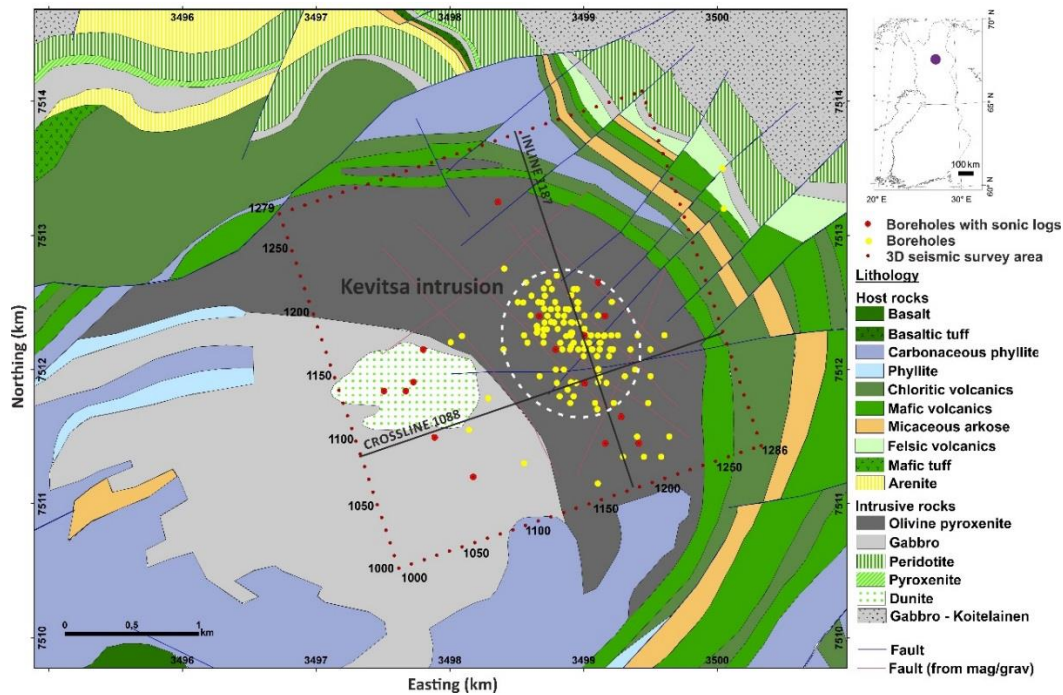 3496 3497 3498 3499 3500
7514
7513
7512
7511
7510
Northing (km)
1279
1250
1200
1150
1100
1050
1000
1000
1050
1100
1150
1200
1250
1286
INLINE 1187
Kevitsa intrusion
CROSSLINE 1088
0 0.5 1
km
7514
7513
7512
7511
7510
3496 3497 3498 3499 3500
Easting (km)
70° N
65° N
60° N
100 km
20° E 30° E
Boreholes with sonic logs
Boreholes
3D seismic survey area
Lithology
Host rocks
Basalt
Basaltic tuff
Carbonaceous phyllite
Phyllite
Chloritic volcanics
Mafic volcanics
Micaceous arkose
Felsic volcanics
Mafic tuff
Arenite
Intrusive rocks
Olivine pyroxenite
Gabbro
Peridotite
Pyroxenite
Dunite
Gabbro - Koitelainen
Fault
Fault (from mag/grav)